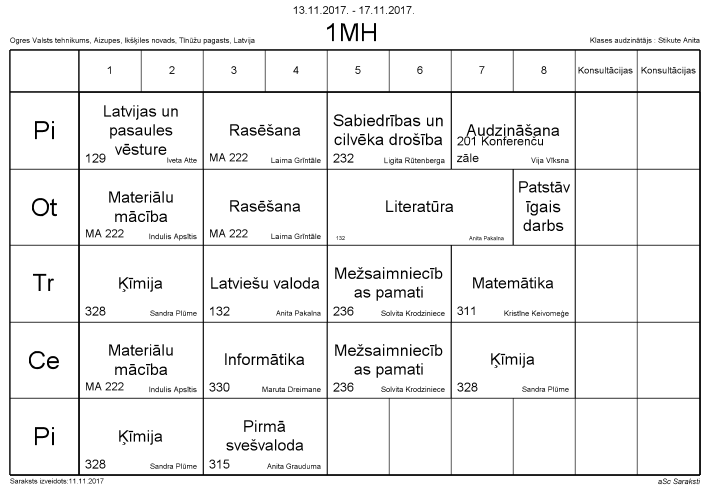 13.11.2017. - 17.11.2017.
1MH
Ogres Valsts tehnikums, Aizupes, Ikšķiles novads, Tīnūžu pagasts, Latvija
Klases audzinātājs : Stikute Anita
1 2 3 4 5 6 7 8 Konsultācijas Konsultācijas
Pi
Latvijas un
pasaules
vēsture
129 Iveta Atte
Rasēšana
MA 222 Laima Grīntāle
Sabiedrības un
cilvēka drošība
232 Ligita Rūtenberga
Audzināšana
201 Konferenču
zāle Vija Vīksna
Ot
Materiālu
mācība
MA 222 Indulis Apsītis
Rasēšana
MA 222 Laima Grīntāle
Literatūra
132 Anita Pakalna
Patstāv
īgais
darbs
Tr
Ķīmija
328 Sandra Plūme
Latviešu valoda
132 Anita Pakalna
Mežsaimniecīb
as pamati
236 Solvita Krodziniece
Matemātika
311 Kristīne Keivomeģe
Ce
Materiālu
mācība
MA 222 Indulis Apsītis
Informātika
330 Maruta Dreimane
Mežsaimniecīb
as pamati
236 Solvita Krodziniece
Ķīmija
328 Sandra Plūme
Pi
Ķīmija
328 Sandra Plūme
Pirmā
svešvaloda
315 Anita Grauduma
Saraksts izveidots:11.11.2017
aSc Saraksti